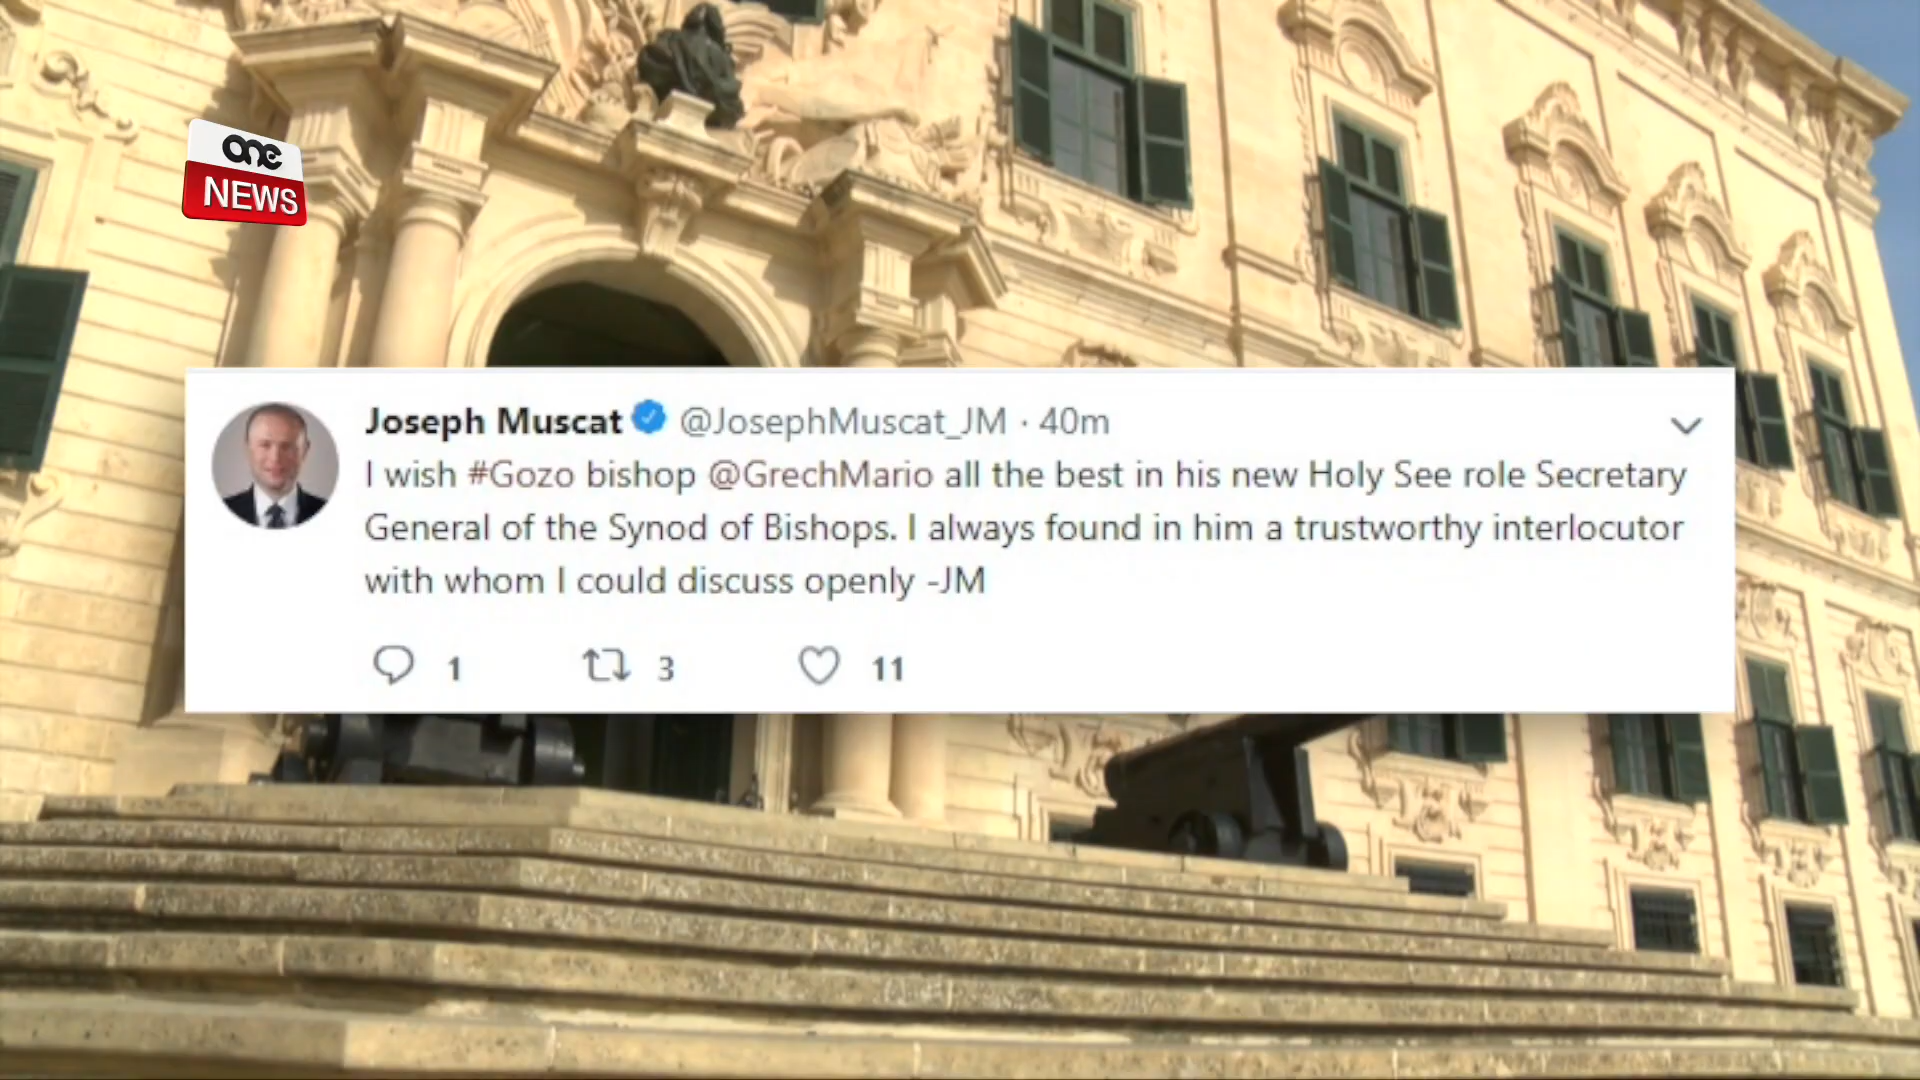 one
NEWS
Joseph Muscat @JosephMuscat_JM · 40m
I wish #Gozo bishop @GrechMario all the best in his new Holy See role Secretary
General of the Synod of Bishops. I always found in him a trustworthy interlocutor
with whom I could discuss openly -JM
1 3 11